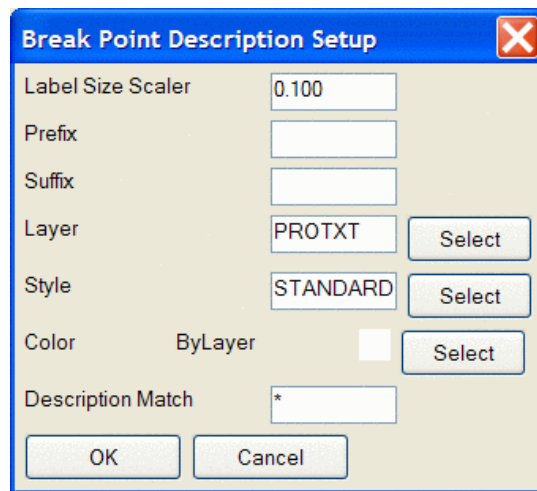 Break Point Description Setup
Label Size Scaler 0.100
Prefix
Suffix
Layer PROTXT Select
Style STANDARD Select
Color ByLayer Select
Description Match *
OK Cancel